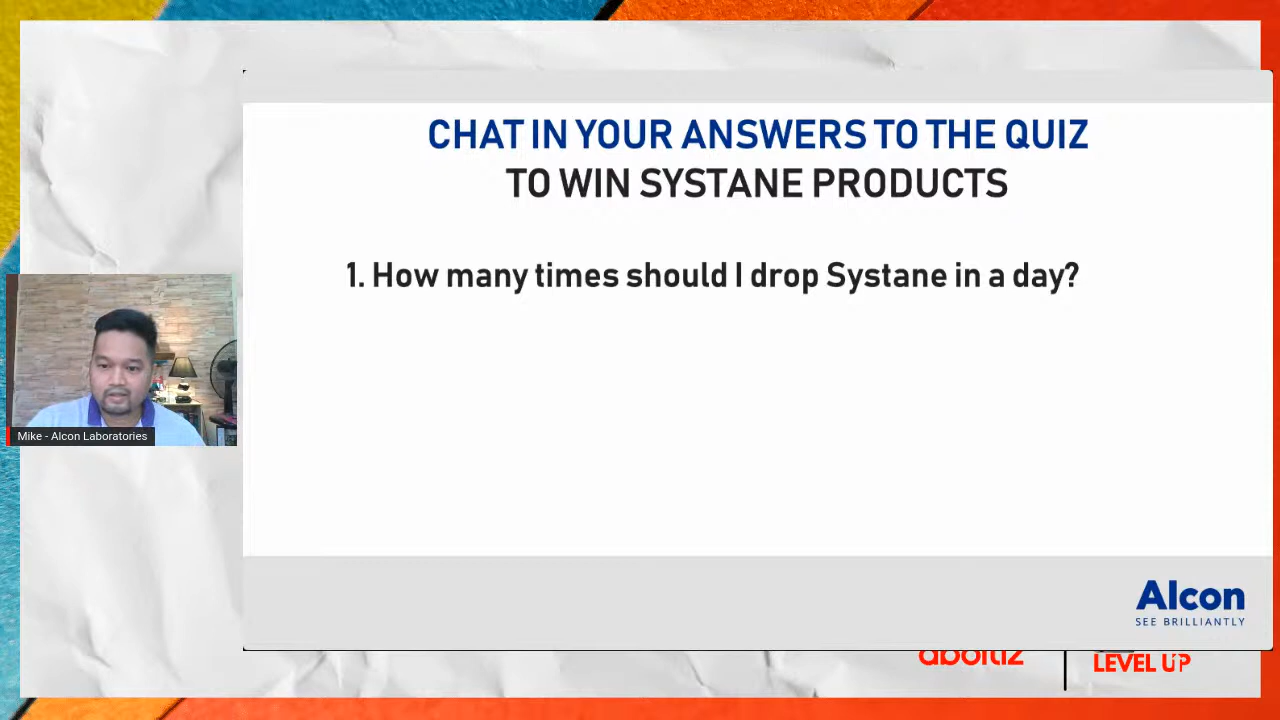 CHAT IN YOUR ANSWERS TO THE QUIZ
TO WIN SYSTANE PRODUCTS
1. How many times should I drop Systane in a day?
Mike - Alcon Laboratories
Alcon
SEE BRILLIANTLY
aboitiz
LEVEL UP